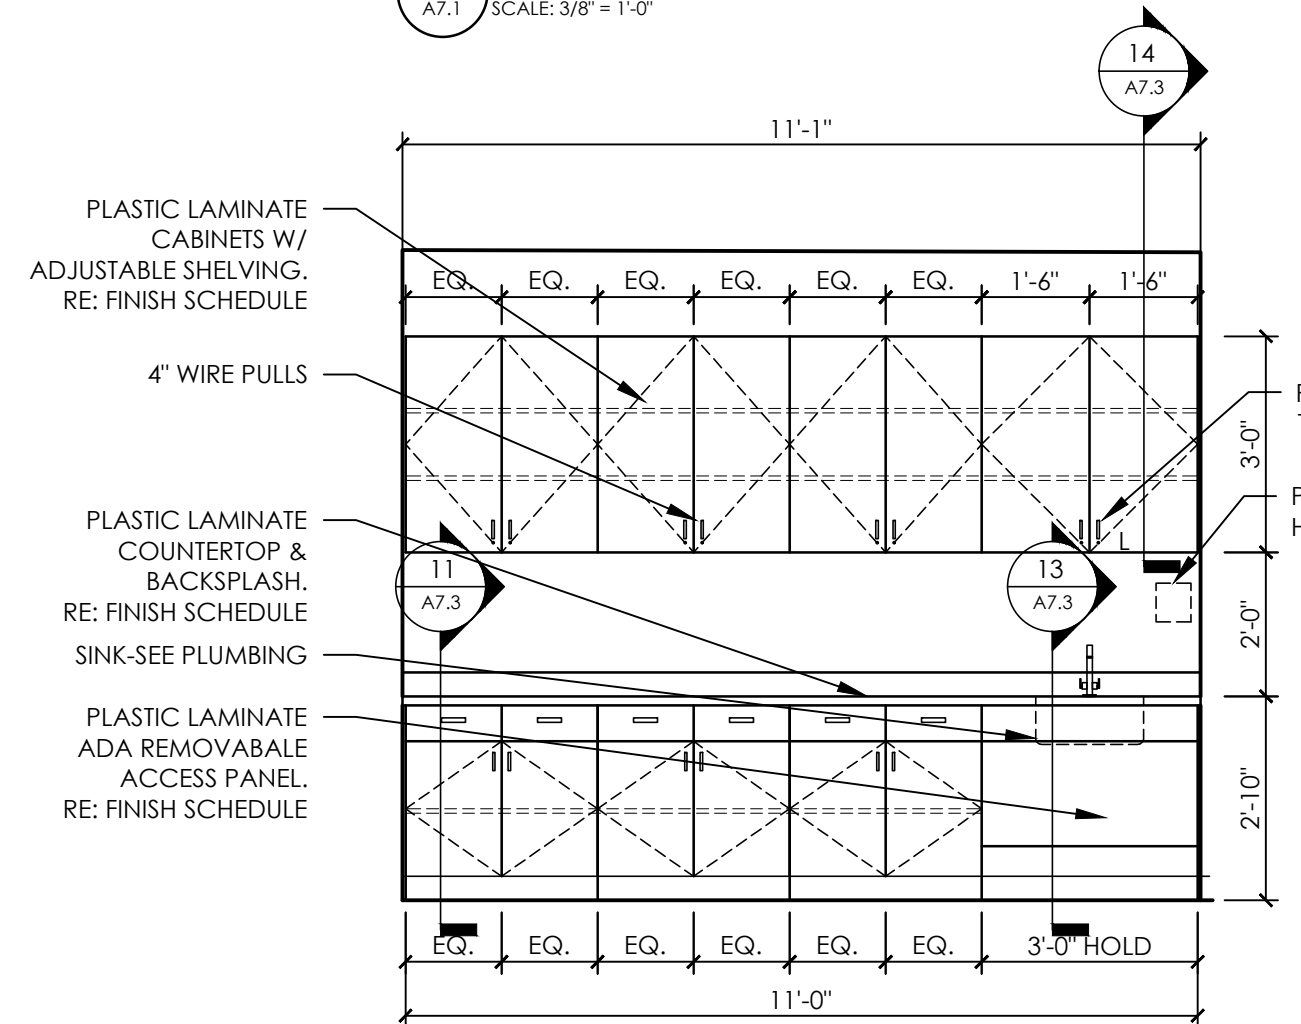 A7.1
SCALE: 3/8" = 1'-0"
14
A7.3
11'-1"
PLASTIC LAMINATE
CABINETS W/
ADJUSTABLE SHELVING.
RE: FINISH SCHEDULE
EQ. EQ. EQ. EQ. EQ. EQ. 1'-6" 1'-6"
4" WIRE PULLS
3'-0"
L
PLASTIC LAMINATE
COUNTERTOP &
BACKSPLASH.
RE: FINISH SCHEDULE
11
A7.3
13
A7.3
2'-0"
SINK-SEE PLUMBING
PLASTIC LAMINATE
ADA REMOVABALE
ACCESS PANEL.
RE: FINISH SCHEDULE
2'-10"
EQ. EQ. EQ. EQ. EQ. EQ. 3'-0" HOLD
11'-0"